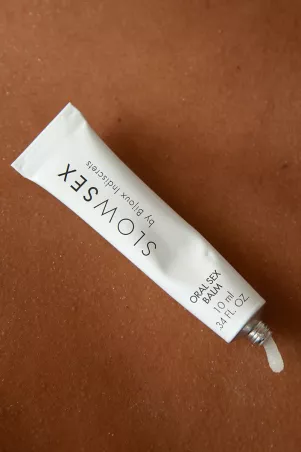 SLOWSEX
by Bijoux Indiscrets
ORAL SEX
BALM
10 ml
.34 FL. OZ.